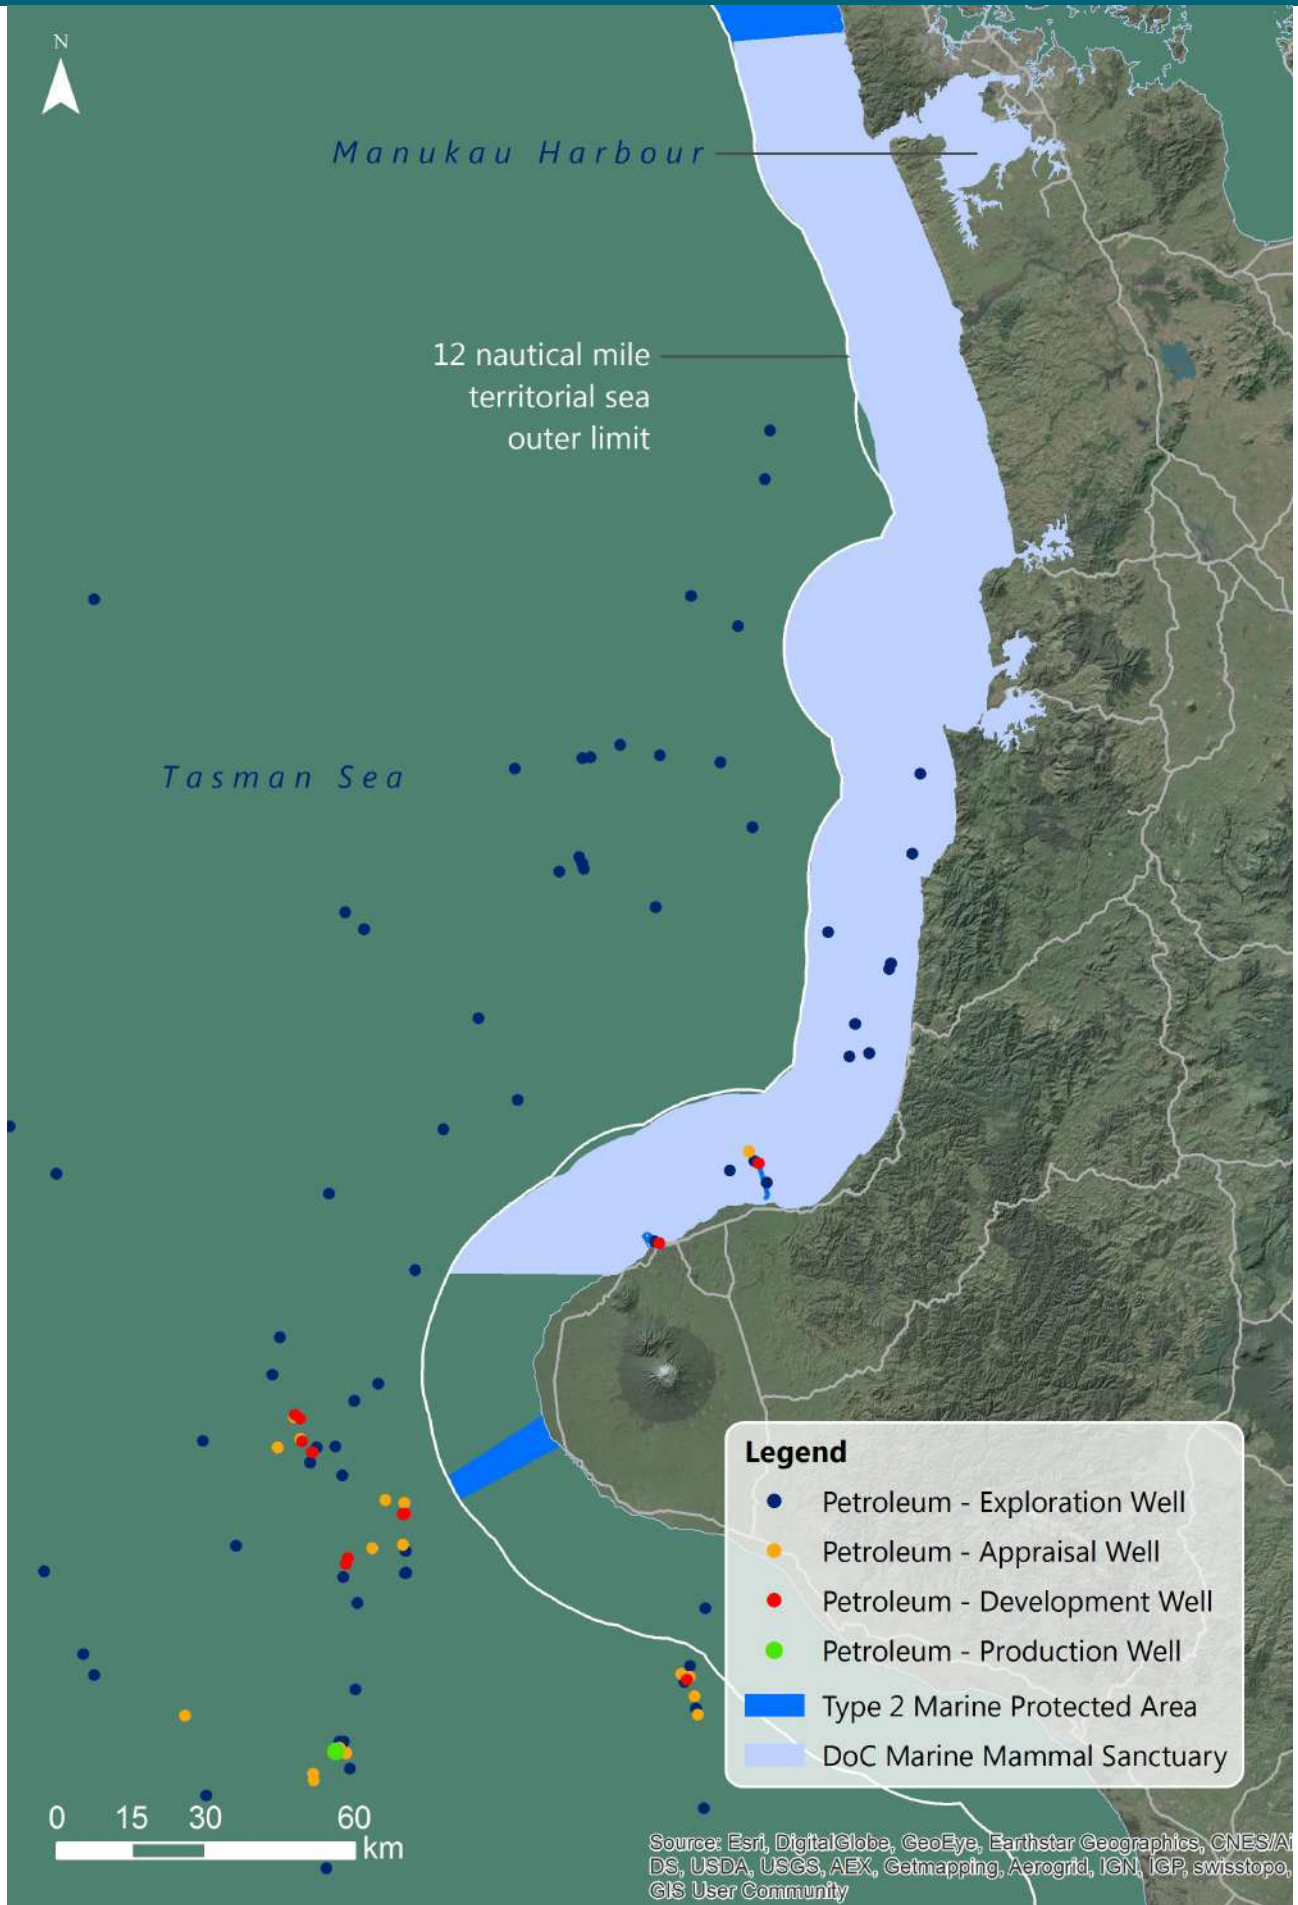 N
Manukau Harbour
12 nautical mile
territorial sea
outer limit
Tasman Sea
Legend
Petroleum - Exploration Well
Petroleum - Appraisal Well
Petroleum - Development Well
Petroleum - Production Well
Type 2 Marine Protected Area
DoC Marine Mammal Sanctuary
0 15 30 60
km
Source: Esri, DigitalGlobe, GeoEye, Earthstar Geographics, CNES/Ai
DS, USDA, USGS, AEX, Getmapping, Aerogrid, IGN, IGP, swisstopo,
GIS User Community